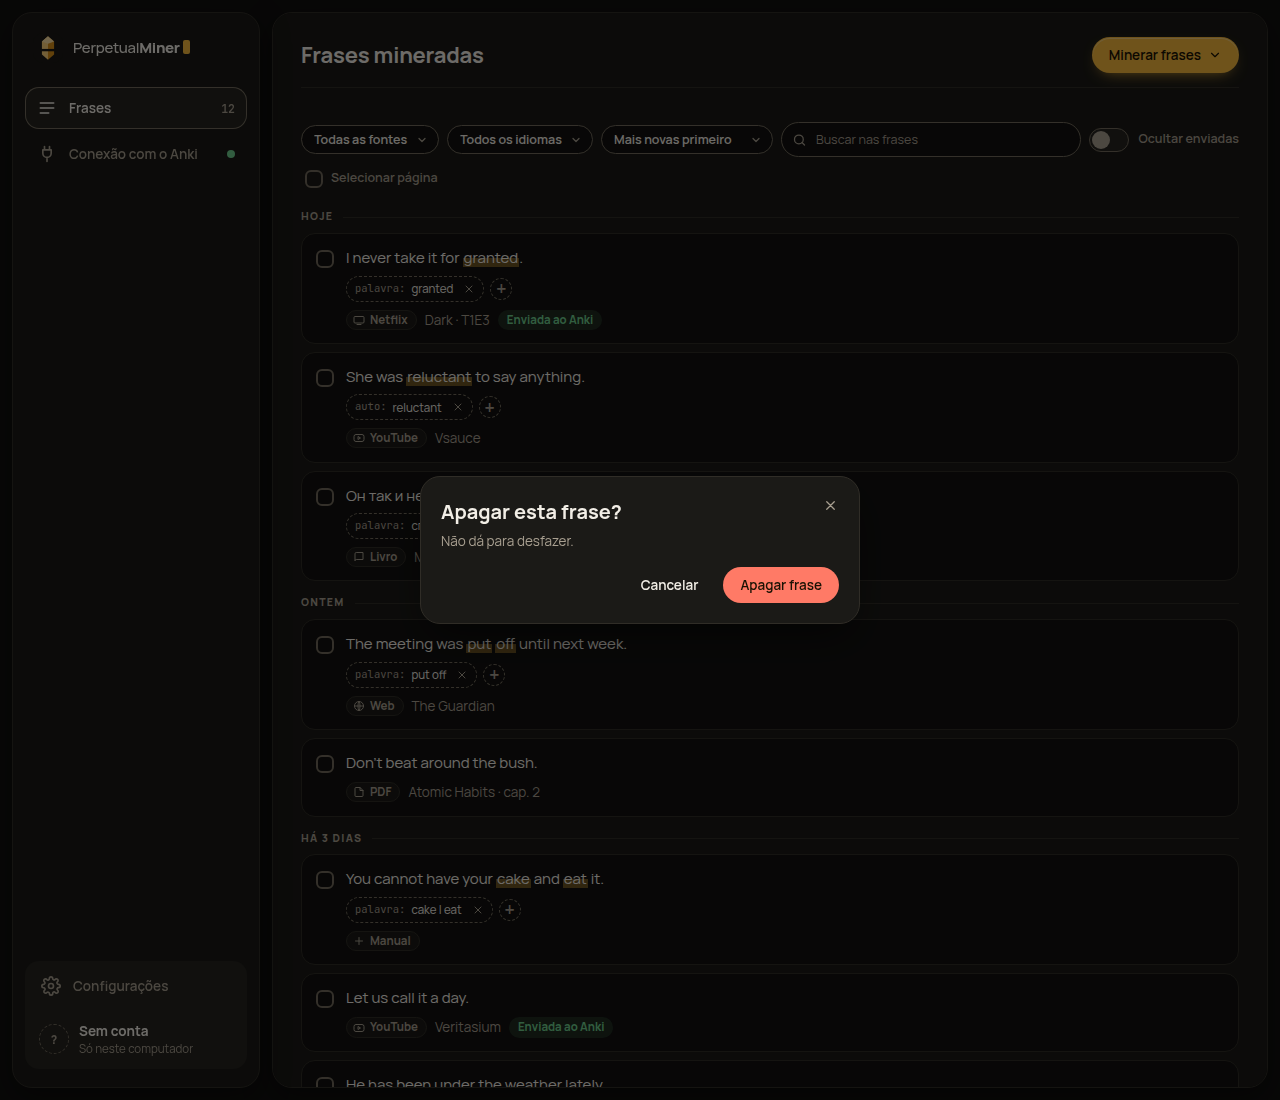 PerpetualMiner
Frases 12
Conexão com o Anki
Configurações
?
Sem conta
Só neste computador
Frases mineradas
Minerar frases
Todas as fontes
Todos os idiomas
Mais novas primeiro
Buscar nas frases
Ocultar enviadas
Selecionar página
HOJE
I never take it for granted.
palavra: granted
Netflix Dark · T1E3 Enviada ao Anki
She was reluctant to say anything.
auto: reluctant
YouTube Vsauce
Он так и не
palavra:
Livro
Apagar esta frase?
Não dá para desfazer.
Cancelar
Apagar frase
ONTEM
The meeting was put off until next week.
palavra: put off
Web The Guardian
Don't beat around the bush.
PDF Atomic Habits · cap. 2
HÁ 3 DIAS
You cannot have your cake and eat it.
palavra: cake | eat
Manual
Let us call it a day.
YouTube Veritasium Enviada ao Anki
He has been under the weather lately.